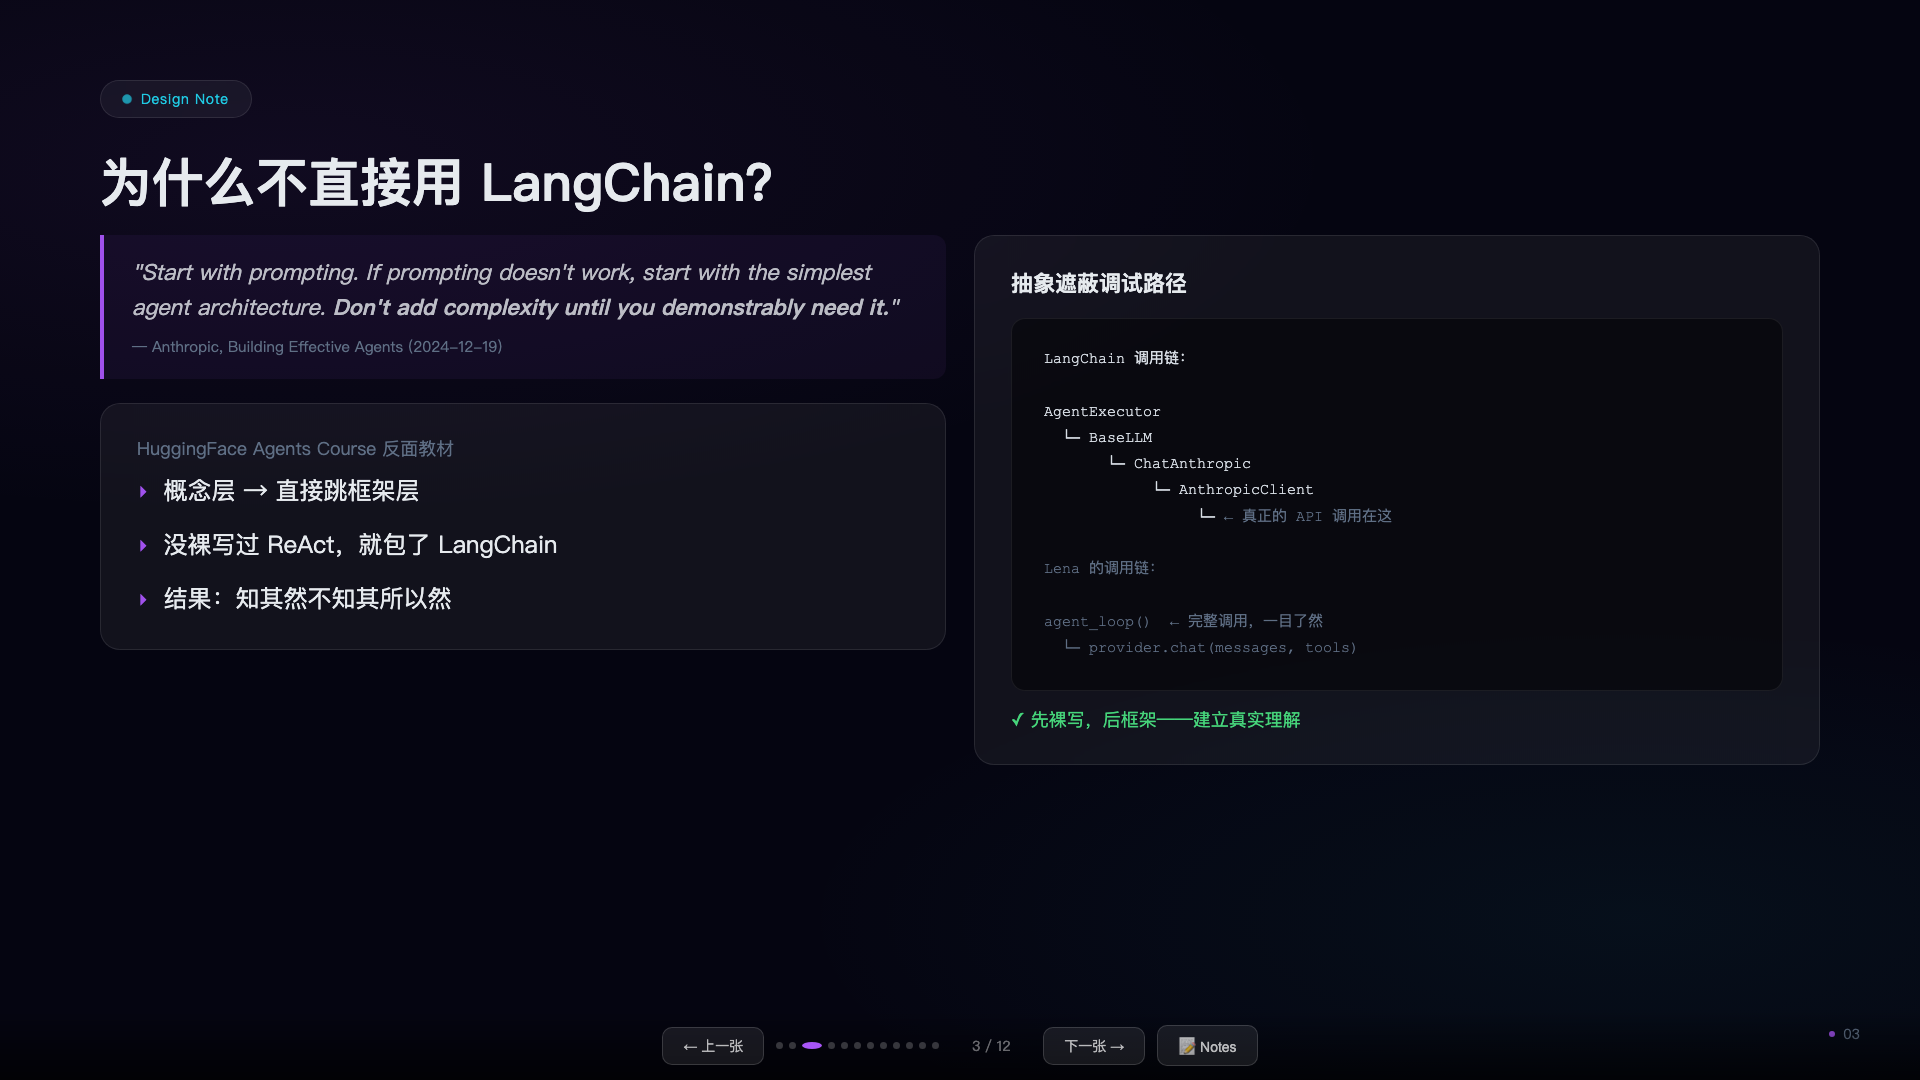 Design Note
为什么不直接用 LangChain?
"Start with prompting. If prompting doesn't work, start with the simplest
agent architecture. Don't add complexity until you demonstrably need it."
— Anthropic, Building Effective Agents (2024-12-19)
HuggingFace Agents Course 反面教材
概念层 → 直接跳框架层
没裸写过 ReAct，就包了 LangChain
结果：知其然不知其所以然
抽象遮蔽调试路径
LangChain 调用链：
AgentExecutor
└─ BaseLLM
└─ ChatAnthropic
└─ AnthropicClient
└─ ← 真正的 API 调用在这
Lena 的调用链：
agent_loop() ← 完整调用，一目了然
└─ provider.chat(messages, tools)
✓ 先裸写，后框架——建立真实理解
← 上一张
3 / 12
下一张 →
📝 Notes
03